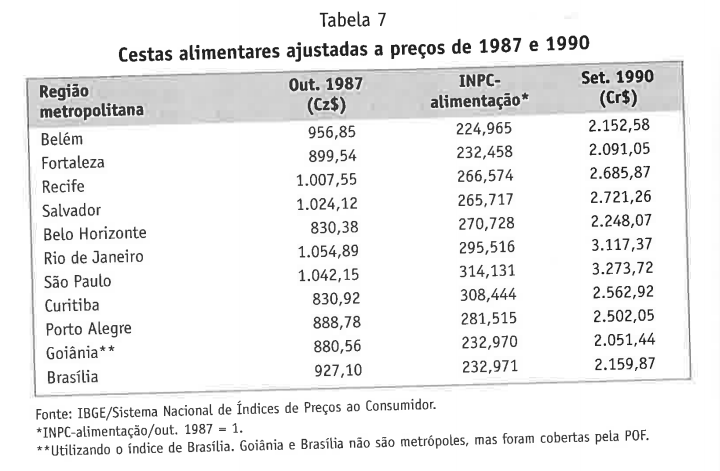 Tabela 7
Cestas alimentares ajustadas a preços de 1987 e 1990
Região metropolitana Out. 1987 (Cz$) INPC-alimentação* Set. 1990 (Cr$)
Belém 956,85 224,965 2.152,58
Fortaleza 899,54 232,458 2.091,05
Recife 1.007,55 266,574 2.685,87
Salvador 1.024,12 265,717 2.721,26
Belo Horizonte 830,38 270,728 2.248,07
Rio de Janeiro 1.054,89 295,516 3.117,37
São Paulo 1.042,15 314,131 3.273,72
Curitiba 830,92 308,444 2.562,92
Porto Alegre 888,78 281,515 2.502,05
Goiânia** 880,56 232,970 2.051,44
Brasília 927,10 232,971 2.159,87
Fonte: IBGE/Sistema Nacional de Índices de Preços ao Consumidor.
*INPC-alimentação/out. 1987 = 1.
**Utilizando o índice de Brasília. Goiânia e Brasília não são metrópoles, mas foram cobertas pela POF.